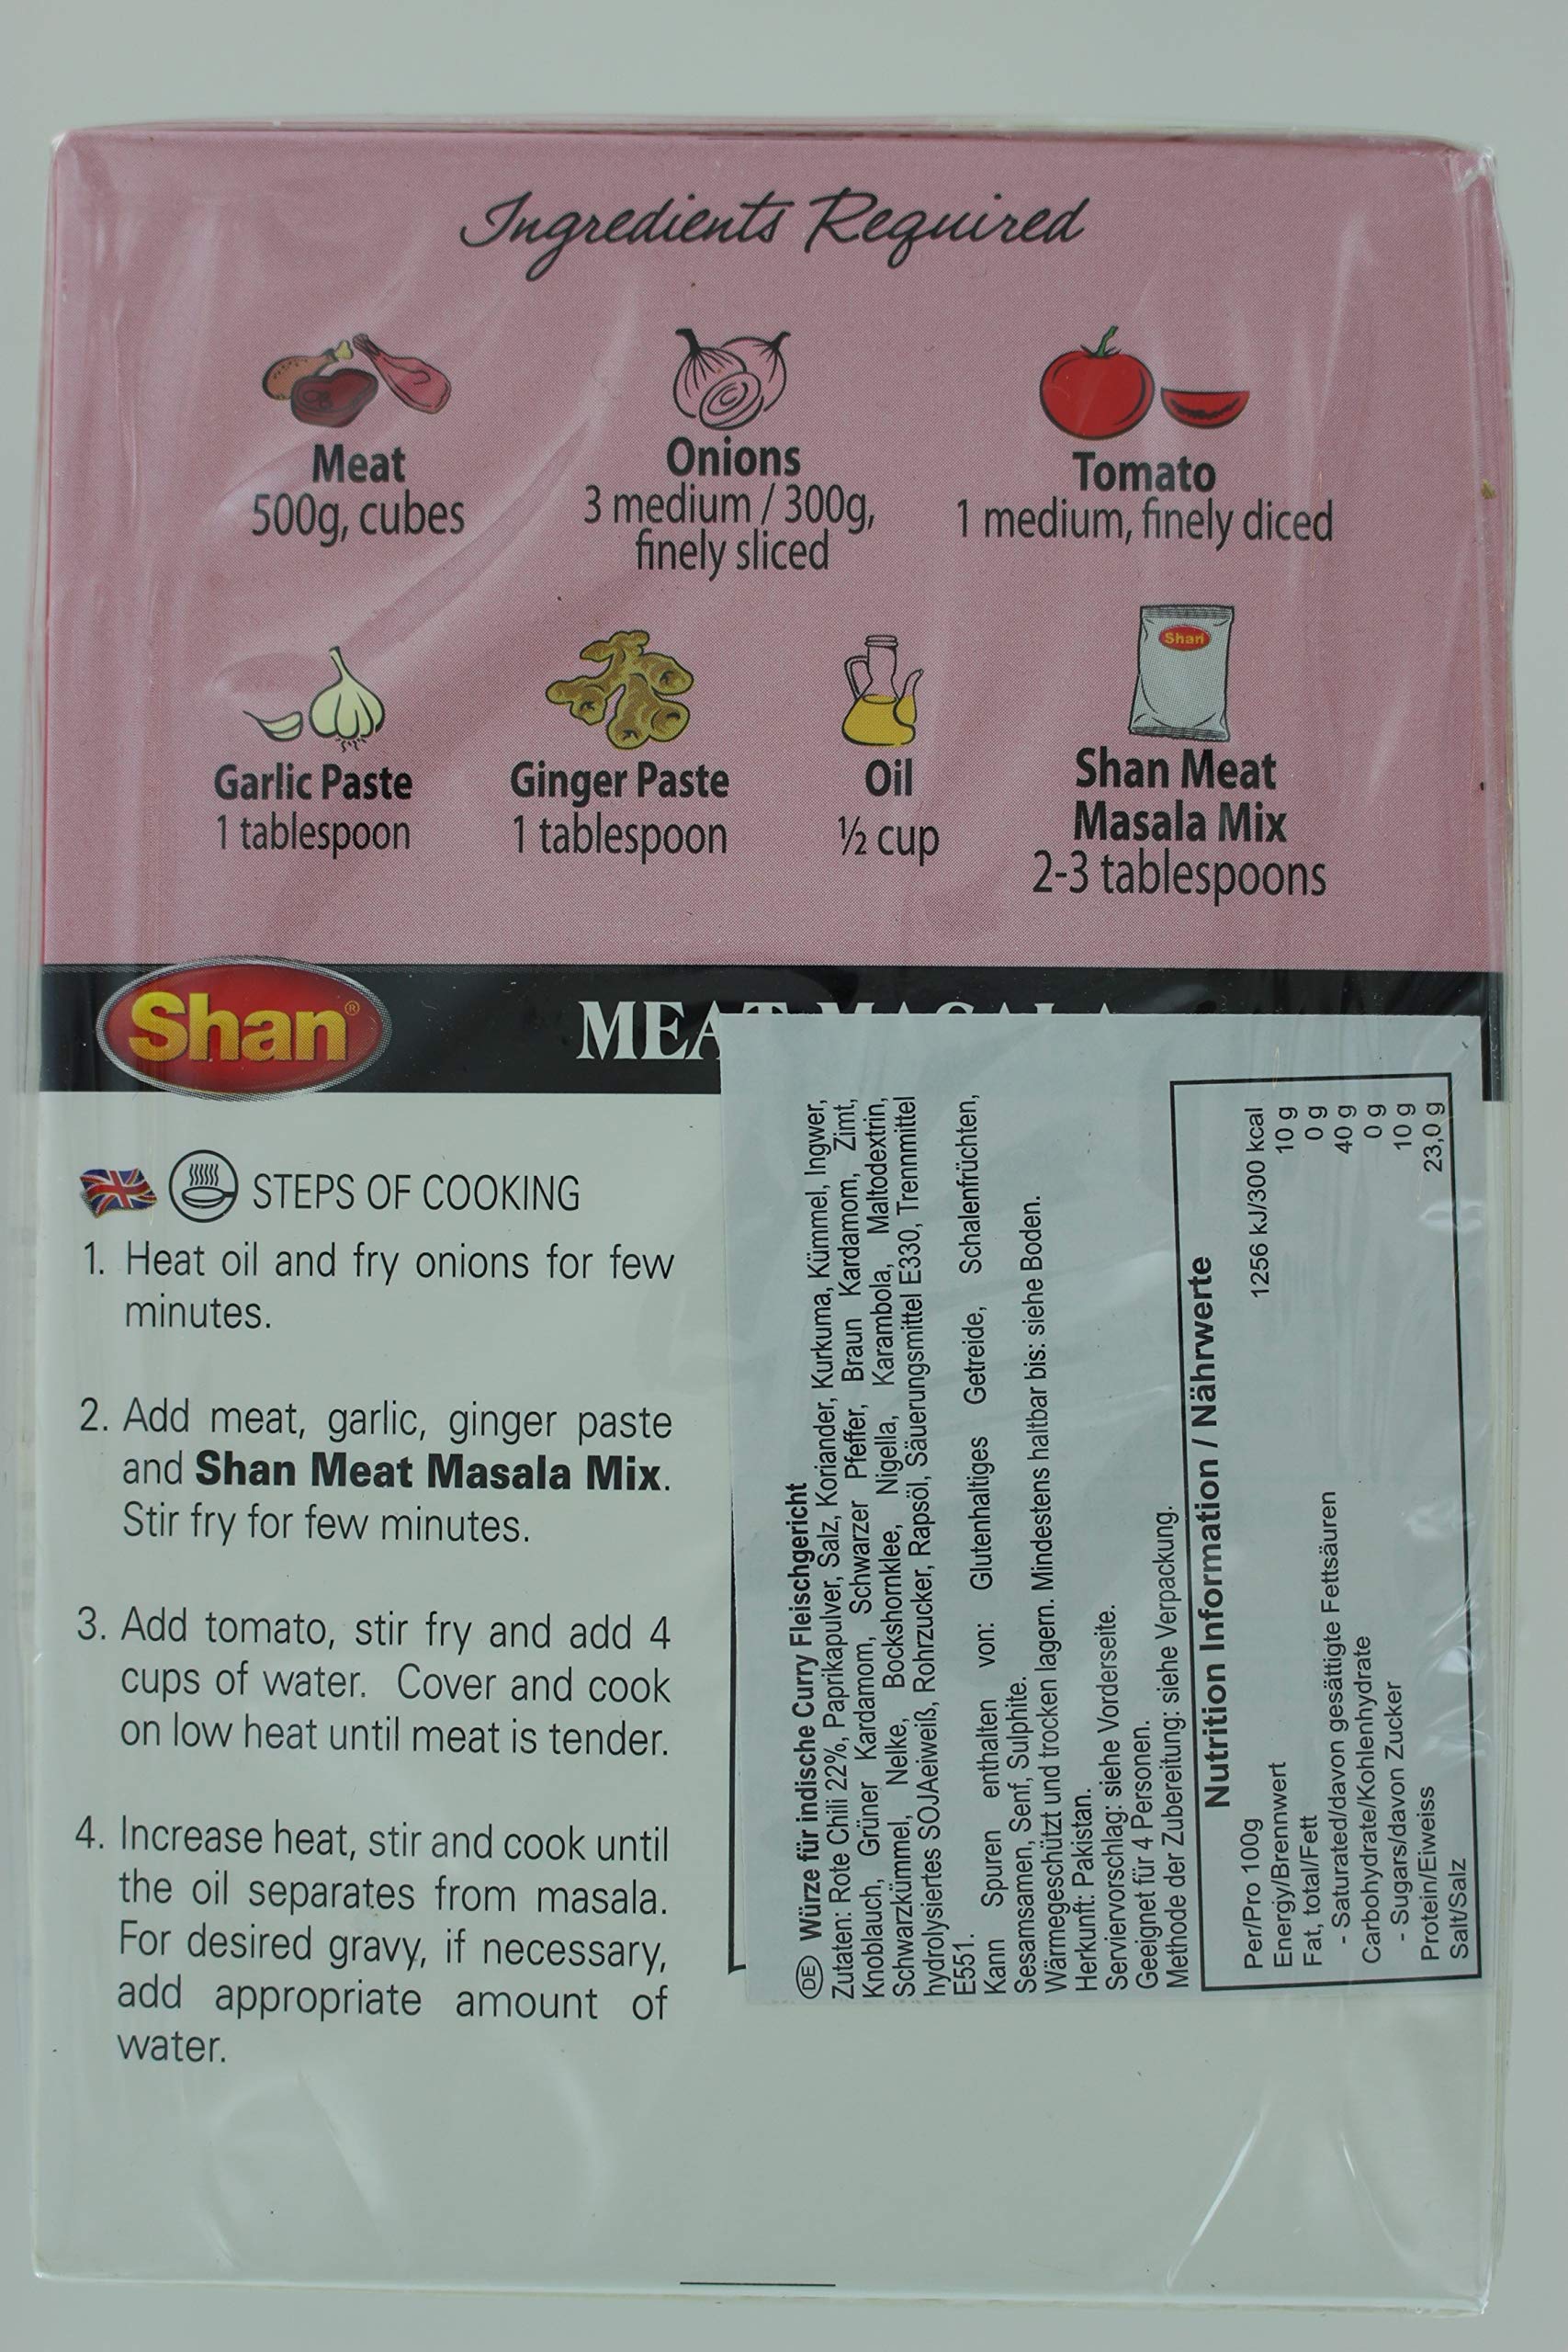 Ingredients Required
Meat
500g, cubes
Onions
3 medium / 300g,
finely sliced
Tomato
1 medium, finely diced
Garlic Paste
1 tablespoon
Ginger Paste
1 tablespoon
Oil
½ cup
Shan
Shan Meat
Masala Mix
2-3 tablespoons
Shan®
MEAT MASALA
STEPS OF COOKING
1. Heat oil and fry onions for few
minutes.
2. Add meat, garlic, ginger paste
and Shan Meat Masala Mix.
Stir fry for few minutes.
3. Add tomato, stir fry and add 4
cups of water. Cover and cook
on low heat until meat is tender.
4. Increase heat, stir and cook until
the oil separates from masala.
For desired gravy, if necessary,
add appropriate amount of
water.
DE Würze für indische Curry Fleischgericht
Zutaten: Rote Chili 22%, Paprikapulver, Salz, Koriander, Kurkuma, Kümmel, Ingwer,
Knoblauch, Grüner Kardamom, Schwarzer Pfeffer, Braun Kardamom, Zimt,
Schwarzkümmel, Nelke, Bockshornklee, Nigella, Karambola, Maltodextrin,
hydrolysiertes SOJAeiweiß, Rohrzucker, Rapsöl, Säuerungsmittel E330, Trennmittel
E551.
Kann Spuren enthalten von: Glutenhaltiges Getreide, Schalenfrüchten,
Sesamsamen, Senf, Sulphite.
Wärmegeschützt und trocken lagern. Mindestens haltbar bis: siehe Boden.
Herkunft: Pakistan.
Serviervorschlag: siehe Vorderseite.
Geeignet für 4 Personen.
Methode der Zubereitung: siehe Verpackung.
Nutrition Information / Nährwerte
Per/Pro 100g
Energy/Brennwert 1256 kJ/300 kcal
Fat, total/Fett 10 g
- Saturated/davon gesättigte Fettsäuren 0 g
Carbohydrate/Kohlenhydrate 40 g
- Sugars/davon Zucker 0 g
Protein/Eiweiss 10 g
Salt/Salz 23,0 g